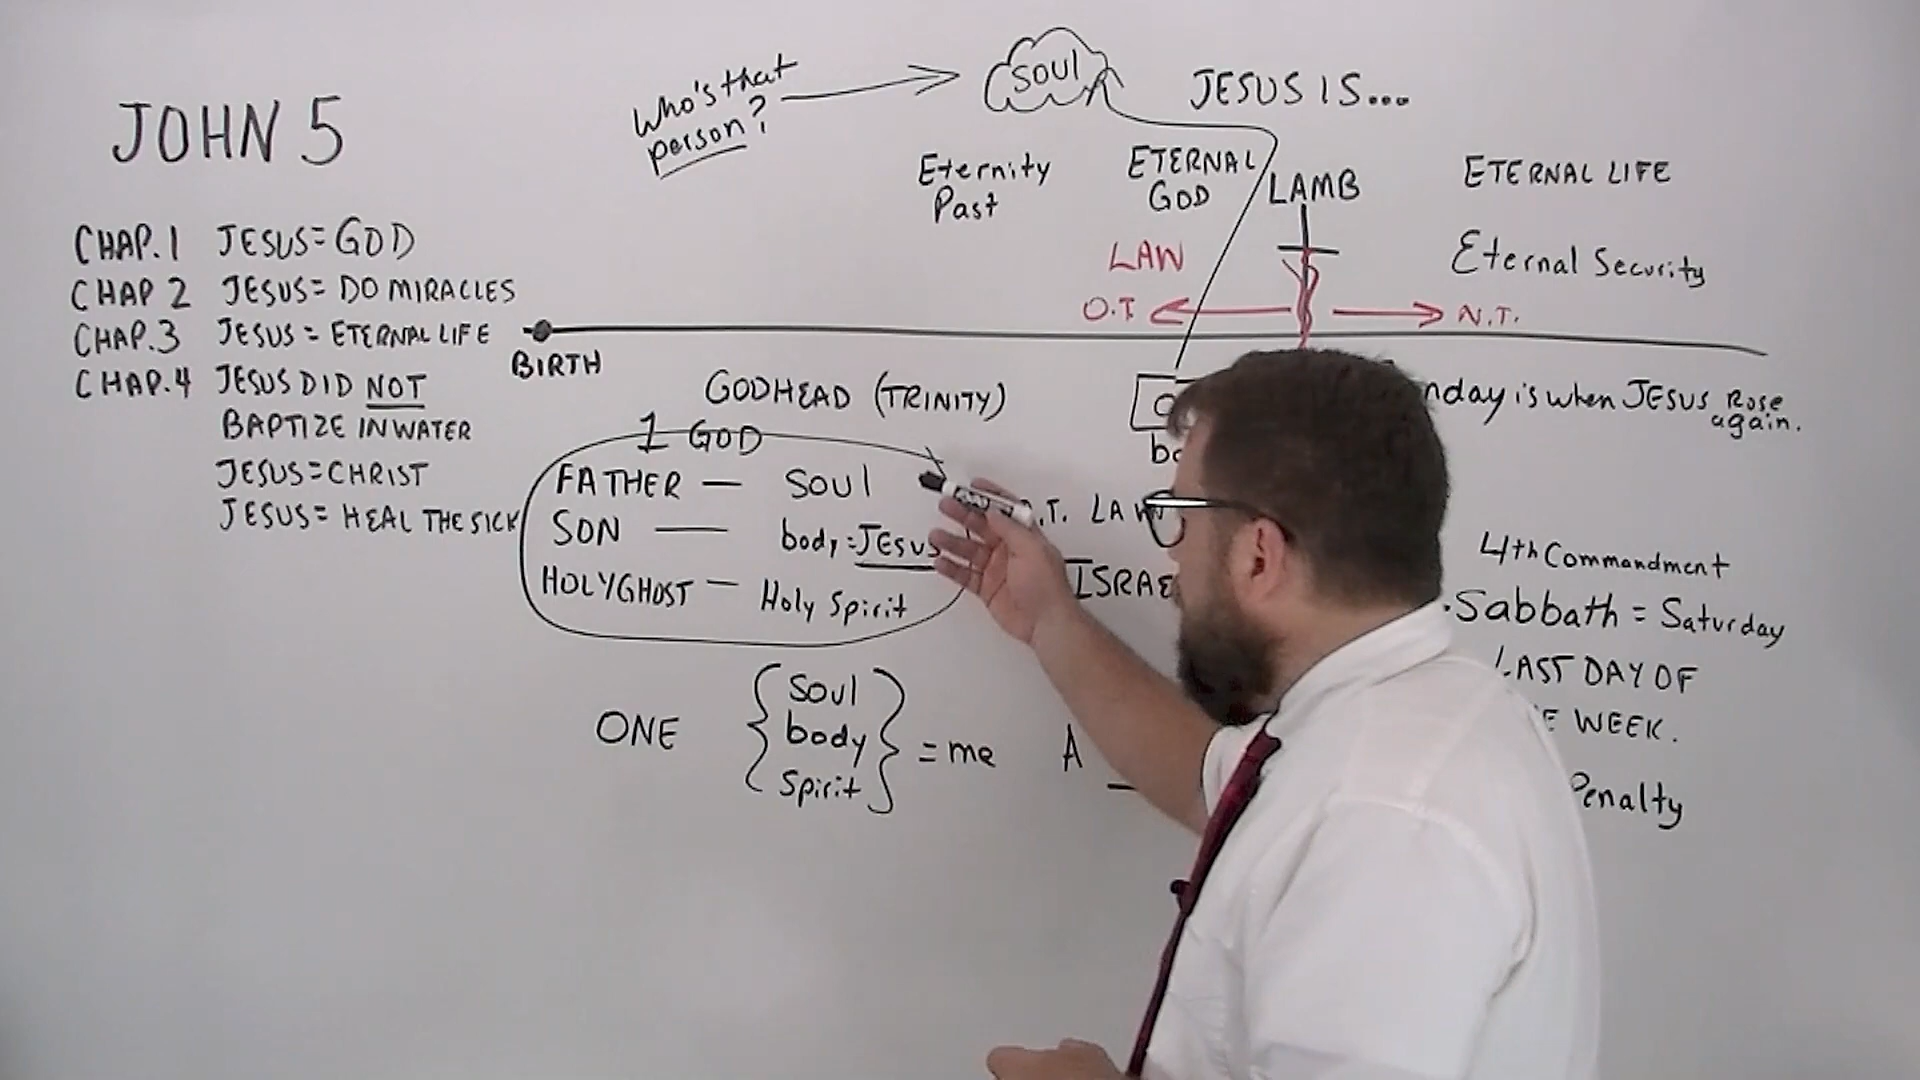 JOHN 5
CHAP.1 JESUS=GOD
CHAP 2 JESUS=DO MIRACLES
CHAP.3 JESUS = ETERNAL LIFE
CHAP.4 JESUS DID NOT
BAPTIZE IN WATER
JESUS=CHRIST
JESUS= HEAL THE SICK
Who's that
person?
SOUL
JESUS IS...
Eternity
Past
ETERNAL
GOD
LAMB
ETERNAL LIFE
Eternal Security
LAW
O.T.
N.T.
BIRTH
GODHEAD (TRINITY)
1 GOD
FATHER — SOUL
SON — body=JESUS
HOLYGHOST — Holy Spirit
ONE
SOUL
body
Spirit
= me
A
.T. LAW
ISRAE
nday is when JESUS Rose
again.
4th Commandment
Sabbath = Saturday
LAST DAY OF
E WEEK.
Penalty